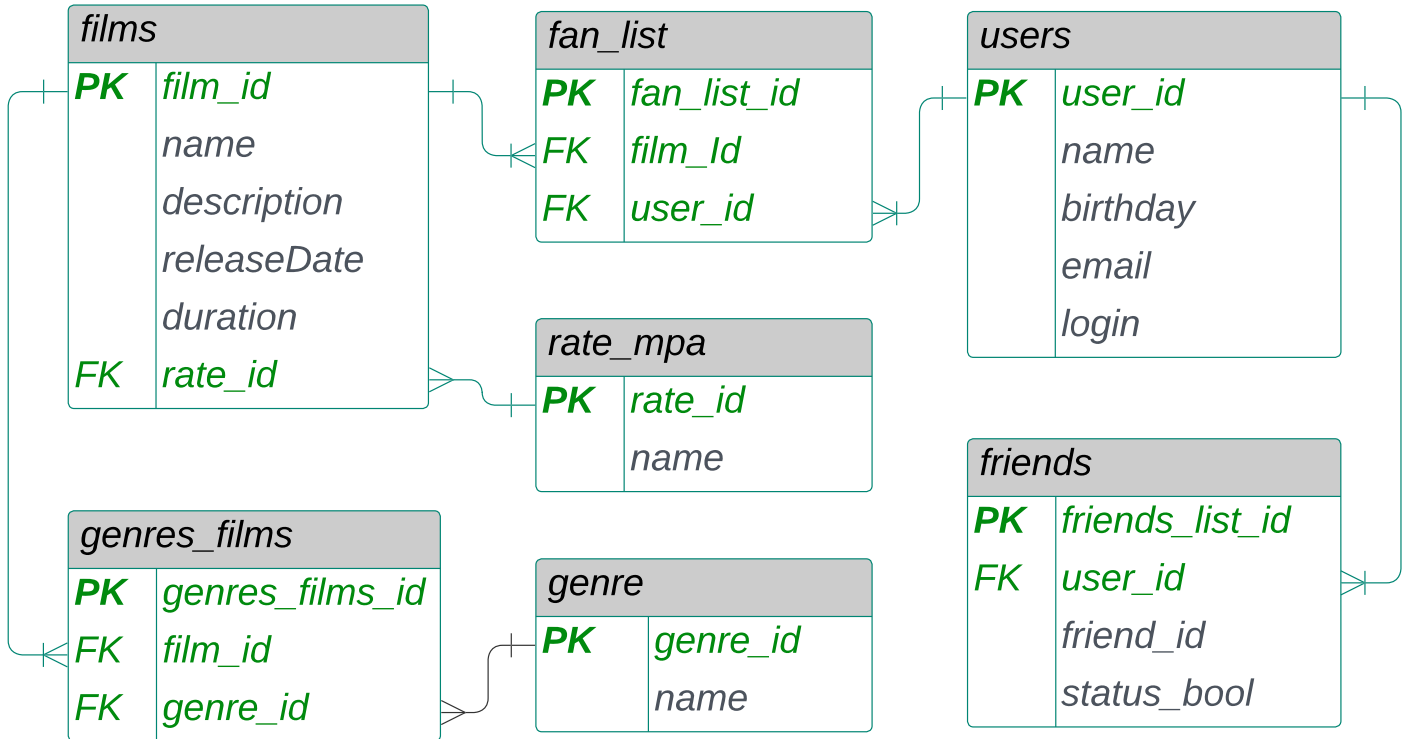 films
PK film_id
name
description
releaseDate
duration
FK rate_id
fan_list
PK fan_list_id
FK film_Id
FK user_id
users
PK user_id
name
birthday
email
login
rate_mpa
PK rate_id
name
friends
PK friends_list_id
FK user_id
friend_id
status_bool
genres_films
PK genres_films_id
FK film_id
FK genre_id
genre
PK genre_id
name